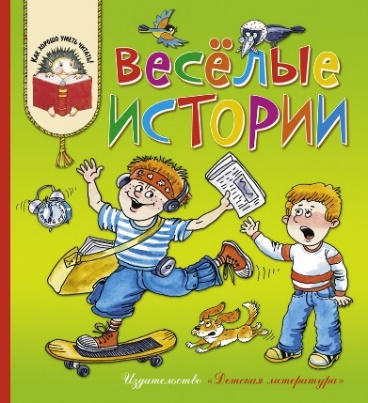 Как хорошо уметь читать!
Весёлые
истории
Издательство «Детская литература»